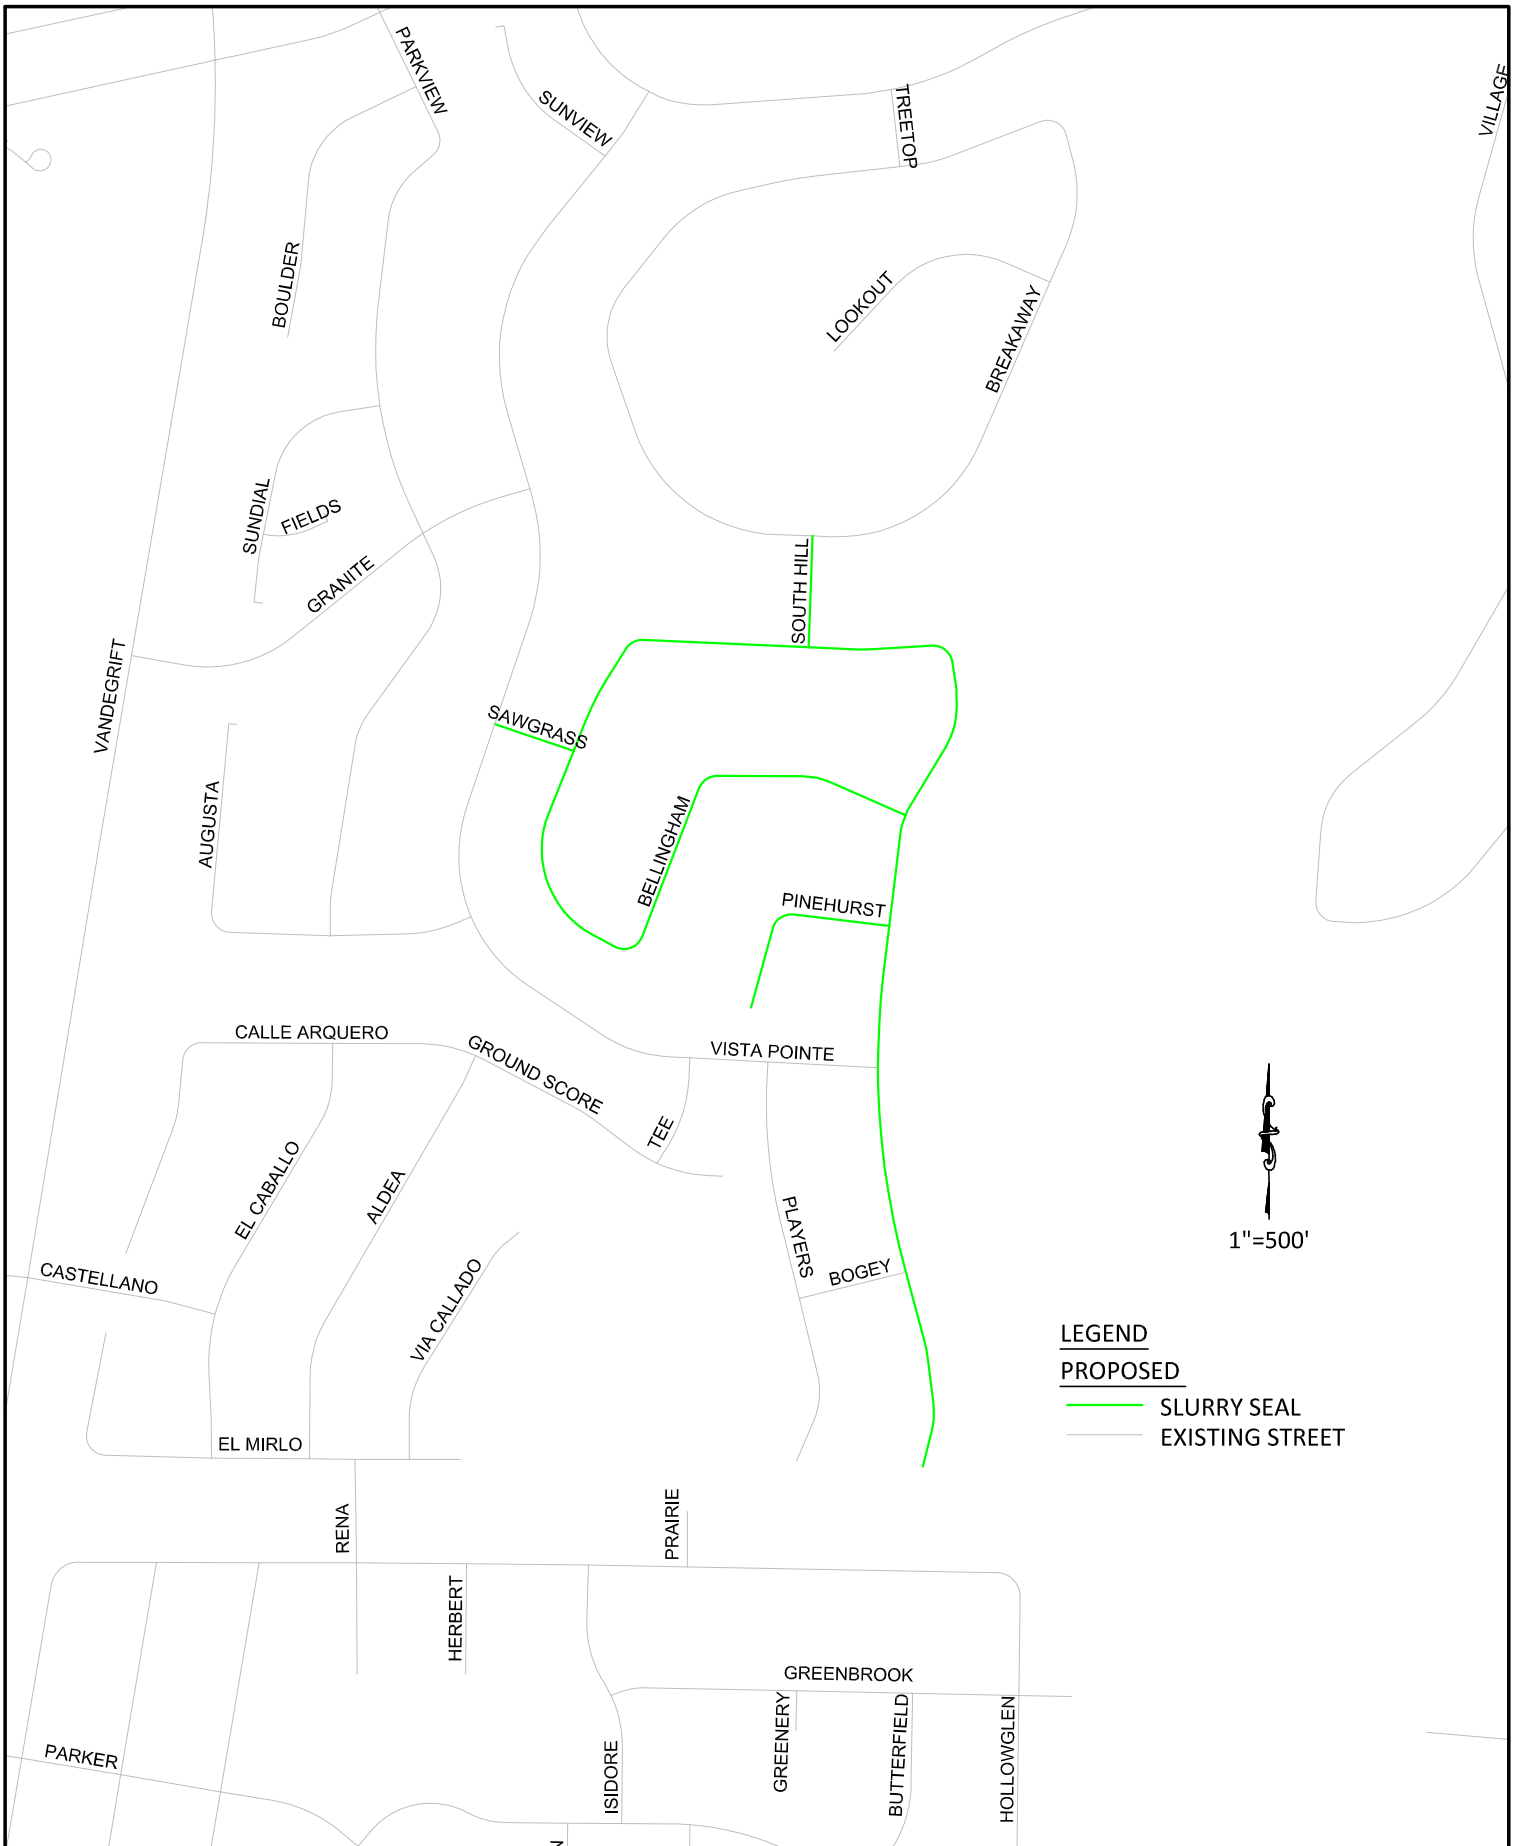 PARKVIEW
SUNVIEW
TREETOP
VILLAGE
BOULDER
LOOKOUT
BREAKAWAY
SUNDIAL
FIELDS
GRANITE
SOUTH HILL
VANDEGRIFT
SAWGRASS
AUGUSTA
BELLINGHAM
PINEHURST
CALLE ARQUERO
GROUND SCORE
VISTA POINTE
TEE
EL CABALLO
ALDEA
PLAYERS
CASTELLANO
VIA CALLADO
BOGEY
1"=500'
LEGEND
PROPOSED
SLURRY SEAL
EXISTING STREET
EL MIRLO
RENA
PRAIRIE
HERBERT
GREENBROOK
GREENERY
BUTTERFIELD
HOLLOWGLEN
PARKER
ISIDORE